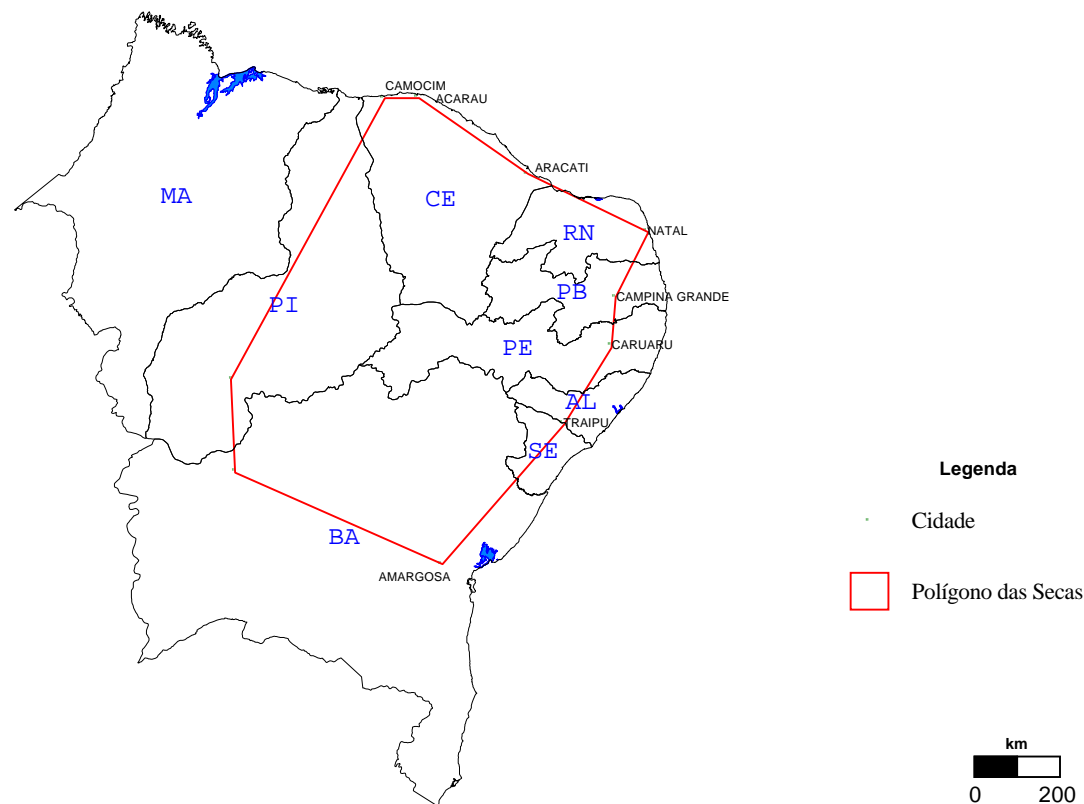 CAMOCIM
ACARAU
ARACATI
MA
CE
RN
NATAL
PI
PB
CAMPINA GRANDE
PE
CARUARU
AL
TRAIPU
SE
Legenda
Cidade
BA
AMARGOSA
Polígono das Secas
km
0 200